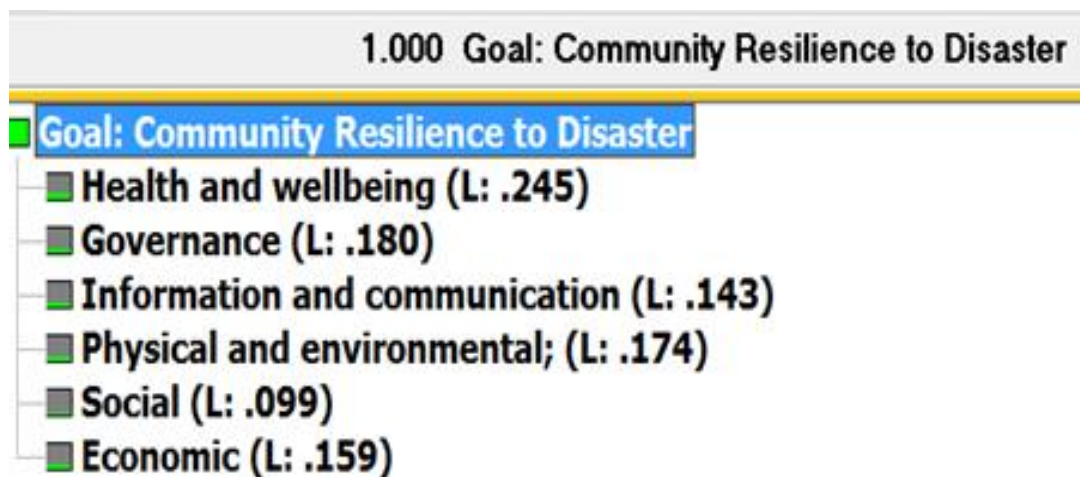 1.000 Goal: Community Resilience to Disaster
Goal: Community Resilience to Disaster
Health and wellbeing (L: .245)
Governance (L: .180)
Information and communication (L: .143)
Physical and environmental; (L: .174)
Social (L: .099)
Economic (L: .159)